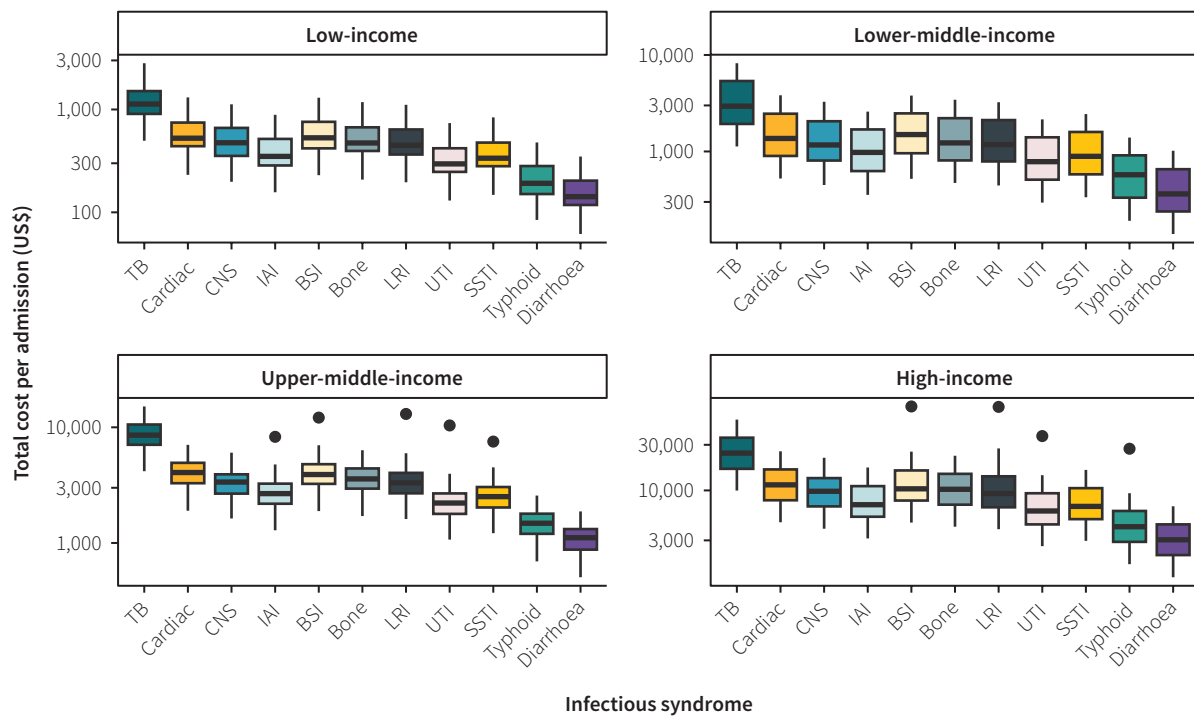 Total cost per admission (US$)
Low-income
3,000
1,000
300
100
TB
Cardiac
CNS
IAI
BSI
Bone
LRI
UTI
SSTI
Typhoid
Diarrhoea
Lower-middle-income
10,000
3,000
1,000
300
TB
Cardiac
CNS
IAI
BSI
Bone
LRI
UTI
SSTI
Typhoid
Diarrhoea
Upper-middle-income
10,000
3,000
1,000
TB
Cardiac
CNS
IAI
BSI
Bone
LRI
UTI
SSTI
Typhoid
Diarrhoea
High-income
30,000
10,000
3,000
TB
Cardiac
CNS
IAI
BSI
Bone
LRI
UTI
SSTI
Typhoid
Diarrhoea
Infectious syndrome